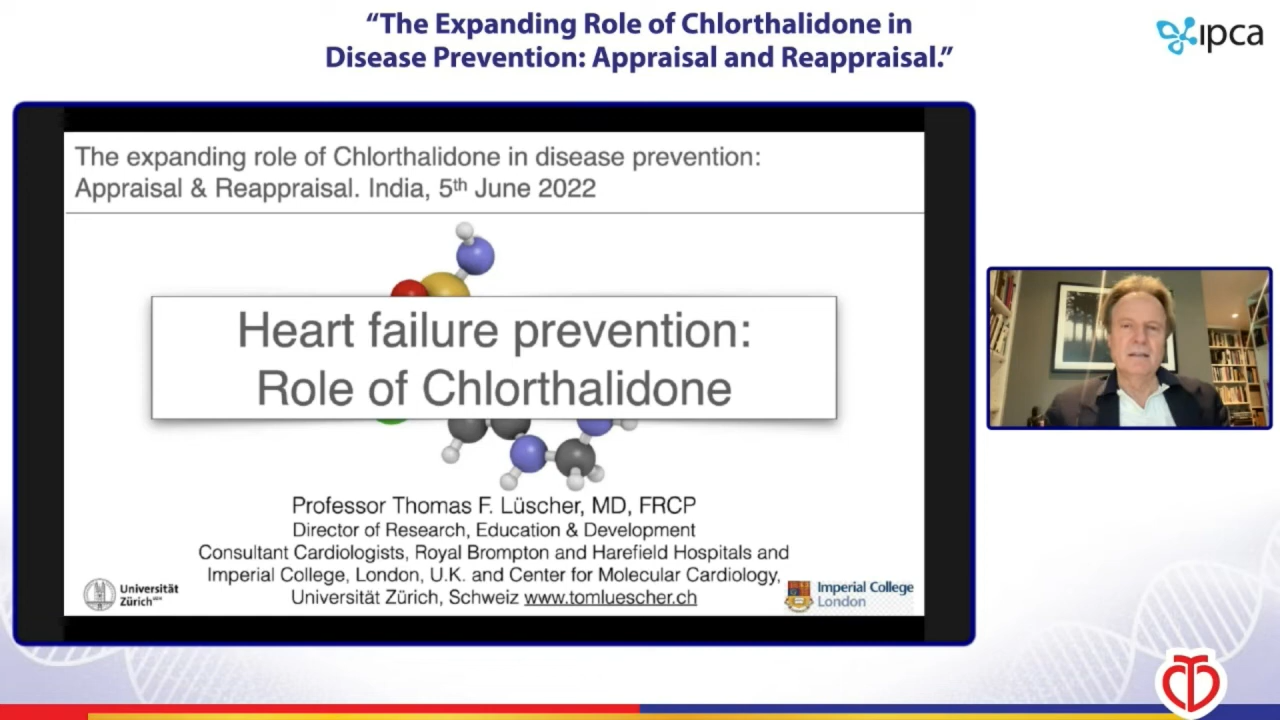 “The Expanding Role of Chlorthalidone in
Disease Prevention: Appraisal and Reappraisal.”
ipca
The expanding role of Chlorthalidone in disease prevention:
Appraisal & Reappraisal. India, 5th June 2022
Heart failure prevention:
Role of Chlorthalidone
Professor Thomas F. Lüscher, MD, FRCP
Director of Research, Education & Development
Consultant Cardiologists, Royal Brompton and Harefield Hospitals and
Imperial College, London, U.K. and Center for Molecular Cardiology,
Universität Zürich, Schweiz www.tomluescher.ch
Universität
Zürich
Imperial College
London